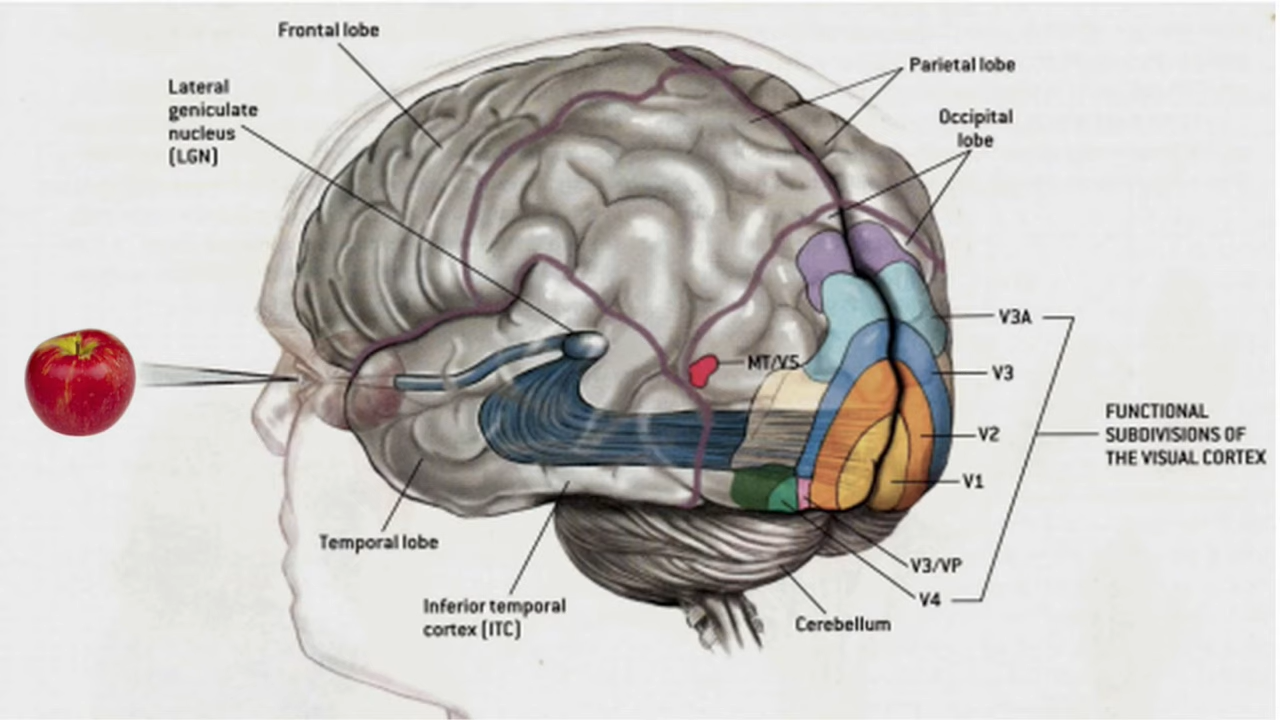 Frontal lobe
Lateral
geniculate
nucleus
(LGN)
Parietal lobe
Occipital
lobe
V3A
MT/V5
V3
V2
V1
FUNCTIONAL
SUBDIVISIONS OF
THE VISUAL CORTEX
Temporal lobe
V3/VP
V4
Inferior temporal
cortex (ITC)
Cerebellum